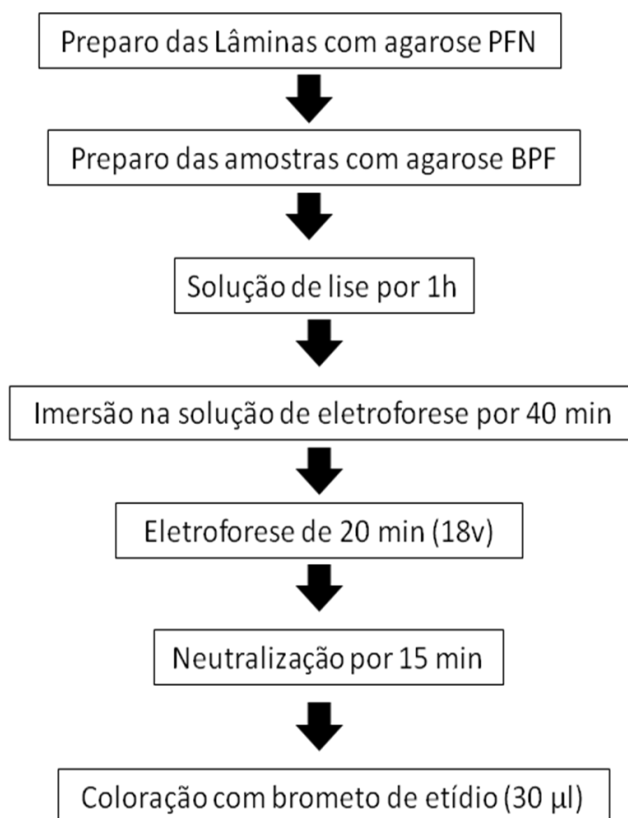 Preparo das Lâminas com agarose PFN
Preparo das amostras com agarose BPF
Solução de lise por 1h
Imersão na solução de eletroforese por 40 min
Eletroforese de 20 min (18v)
Neutralização por 15 min
Coloração com brometo de etídio (30 µl)